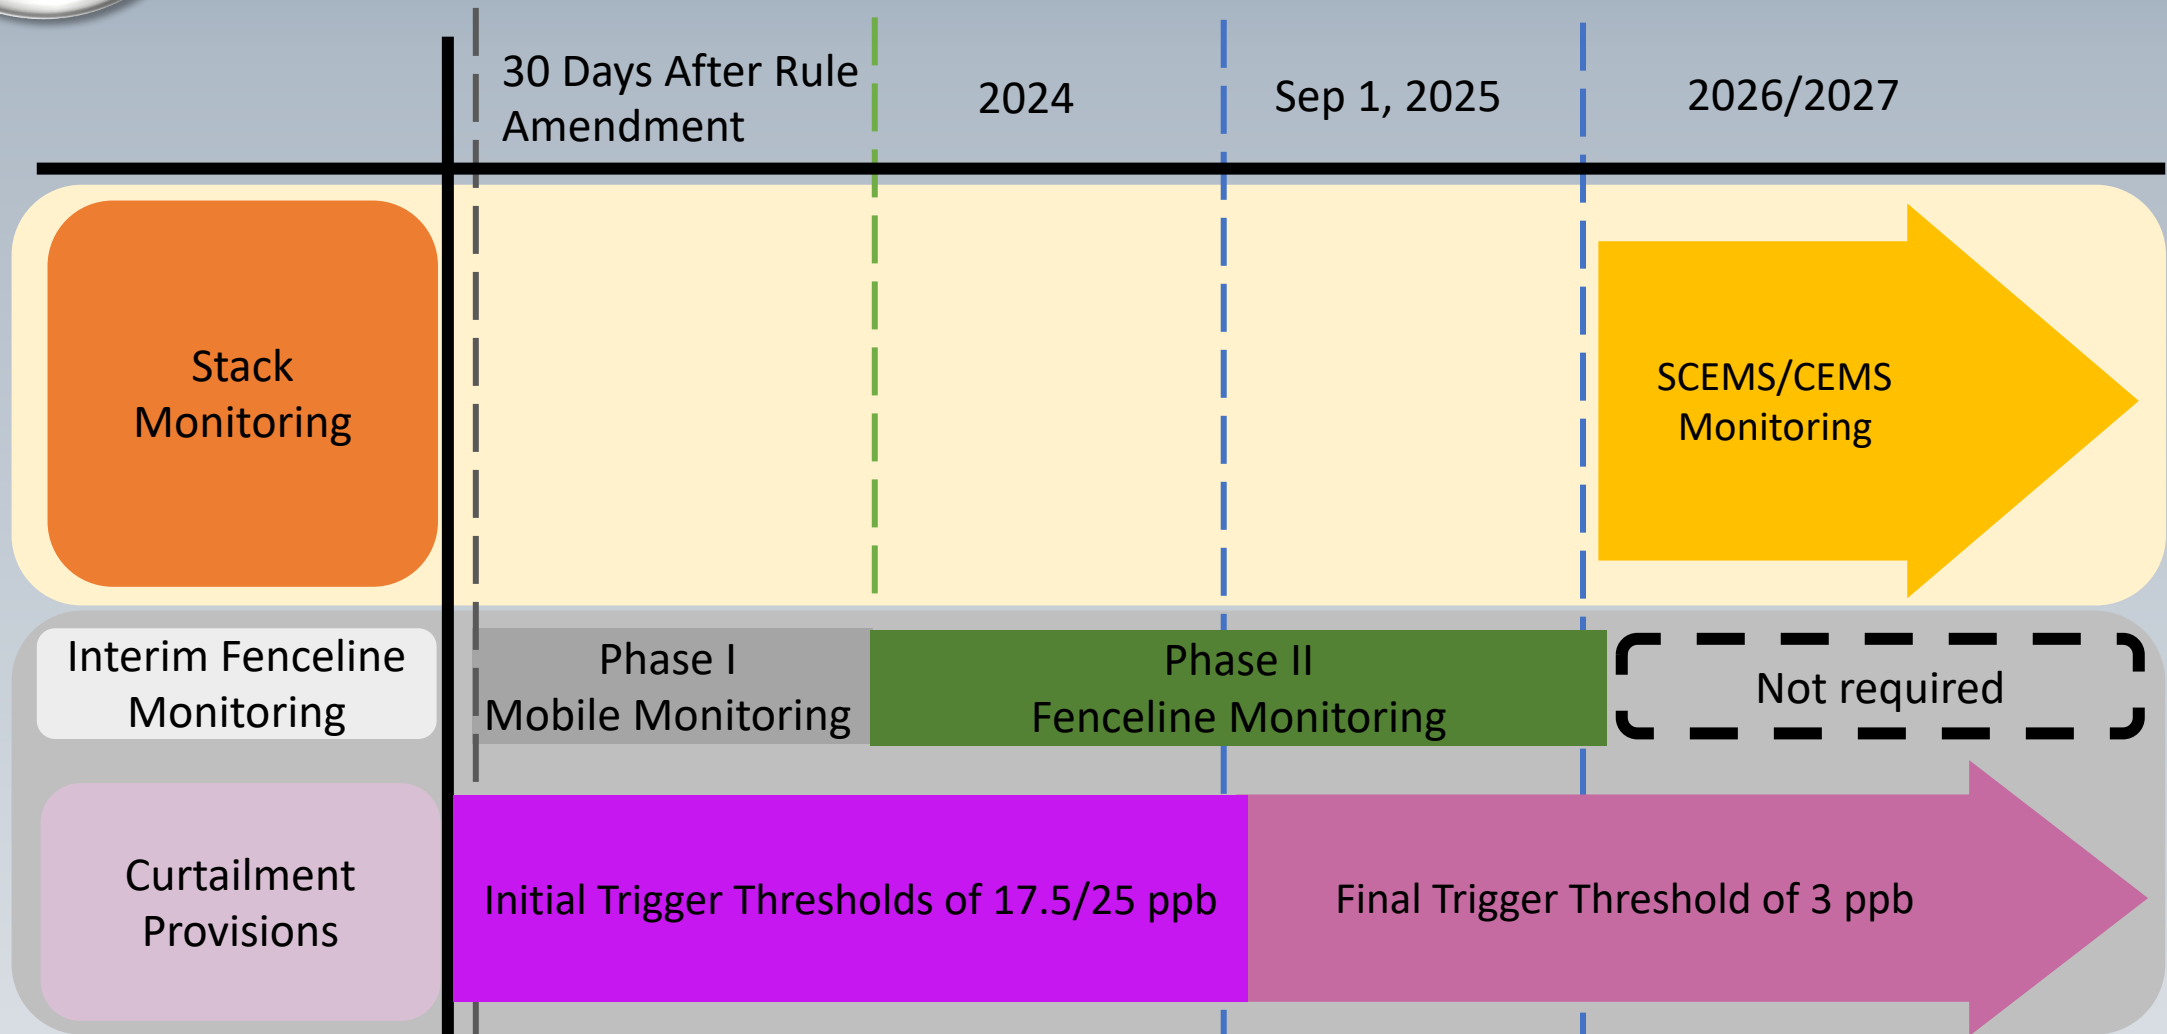 30 Days After Rule
Amendment
2024
Sep 1, 2025
2026/2027
Stack
Monitoring
SCEMS/CEMS
Monitoring
Interim Fenceline
Monitoring
Phase I
Mobile Monitoring
Phase II
Fenceline Monitoring
Not required
Curtailment
Provisions
Initial Trigger Thresholds of 17.5/25 ppb
Final Trigger Threshold of 3 ppb